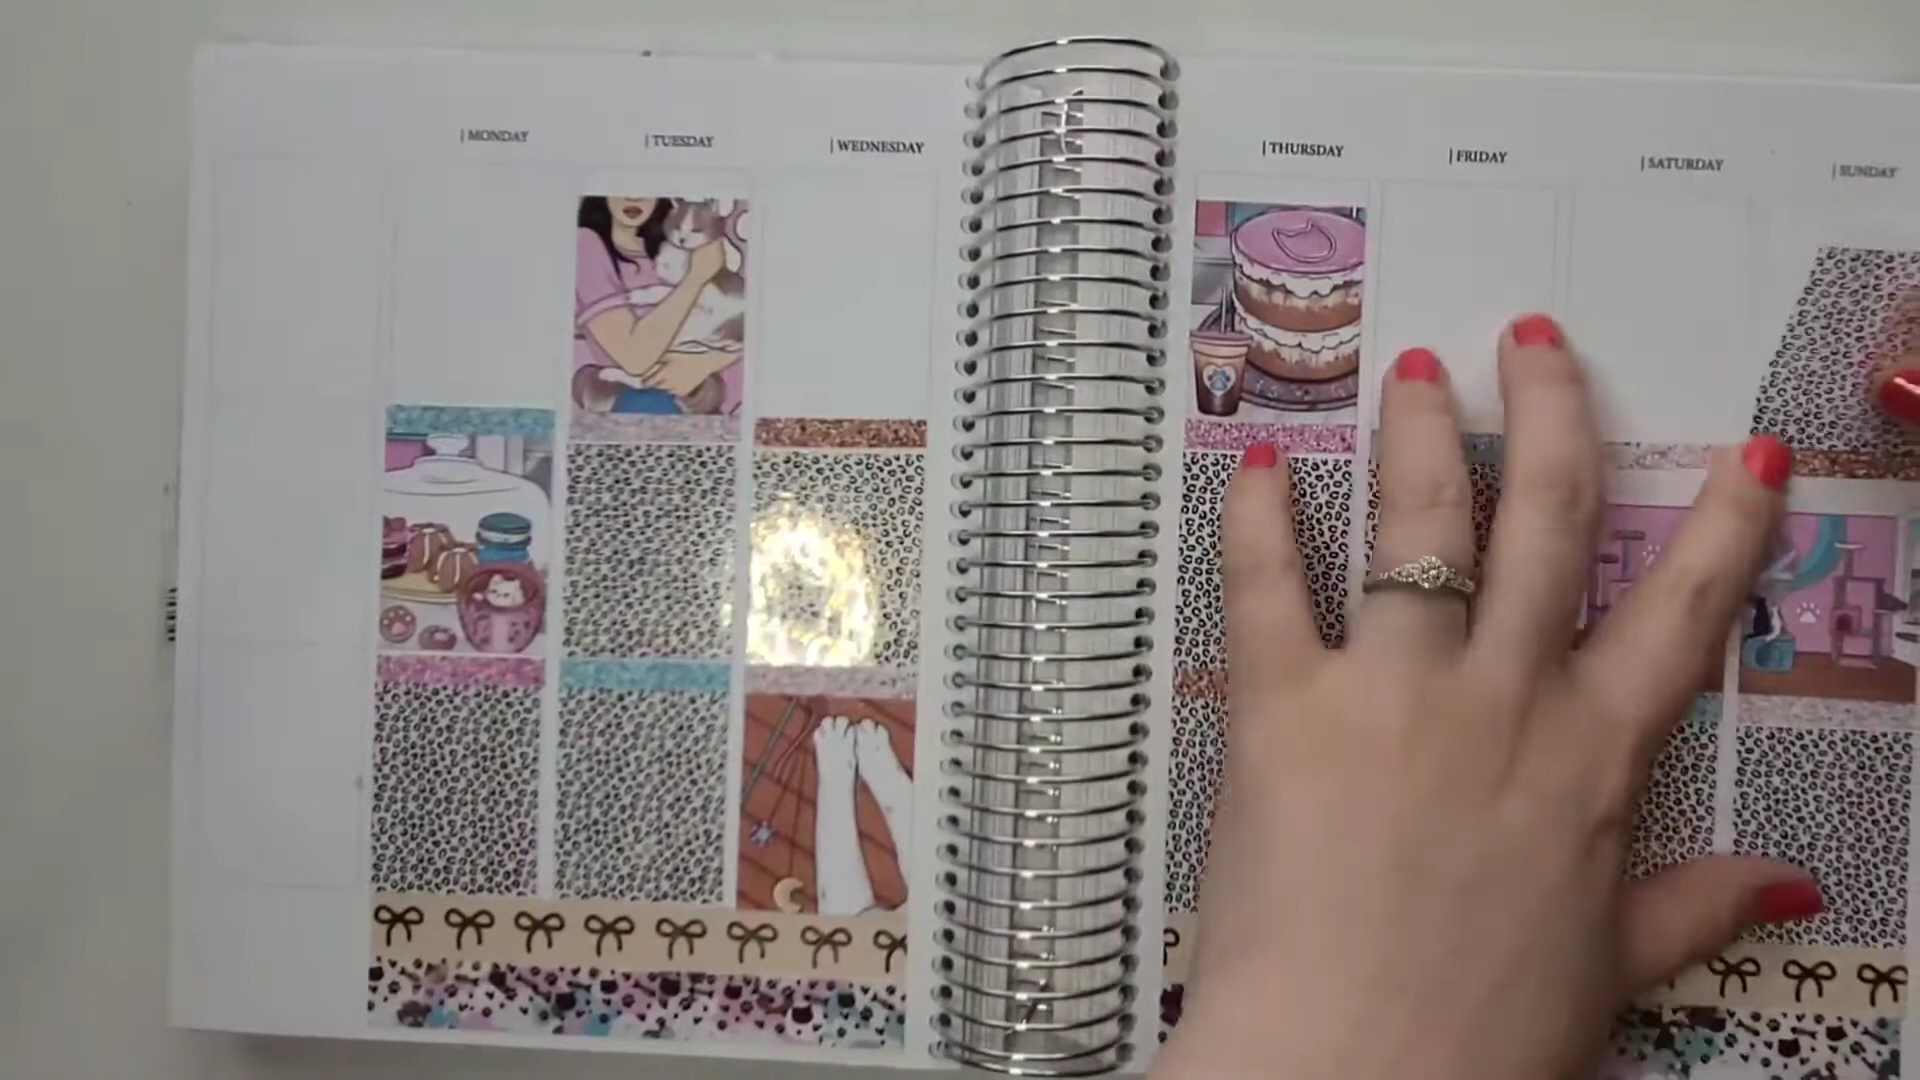 | MONDAY
| TUESDAY
| WEDNESDAY
| THURSDAY
| FRIDAY
| SATURDAY
| SUNDAY